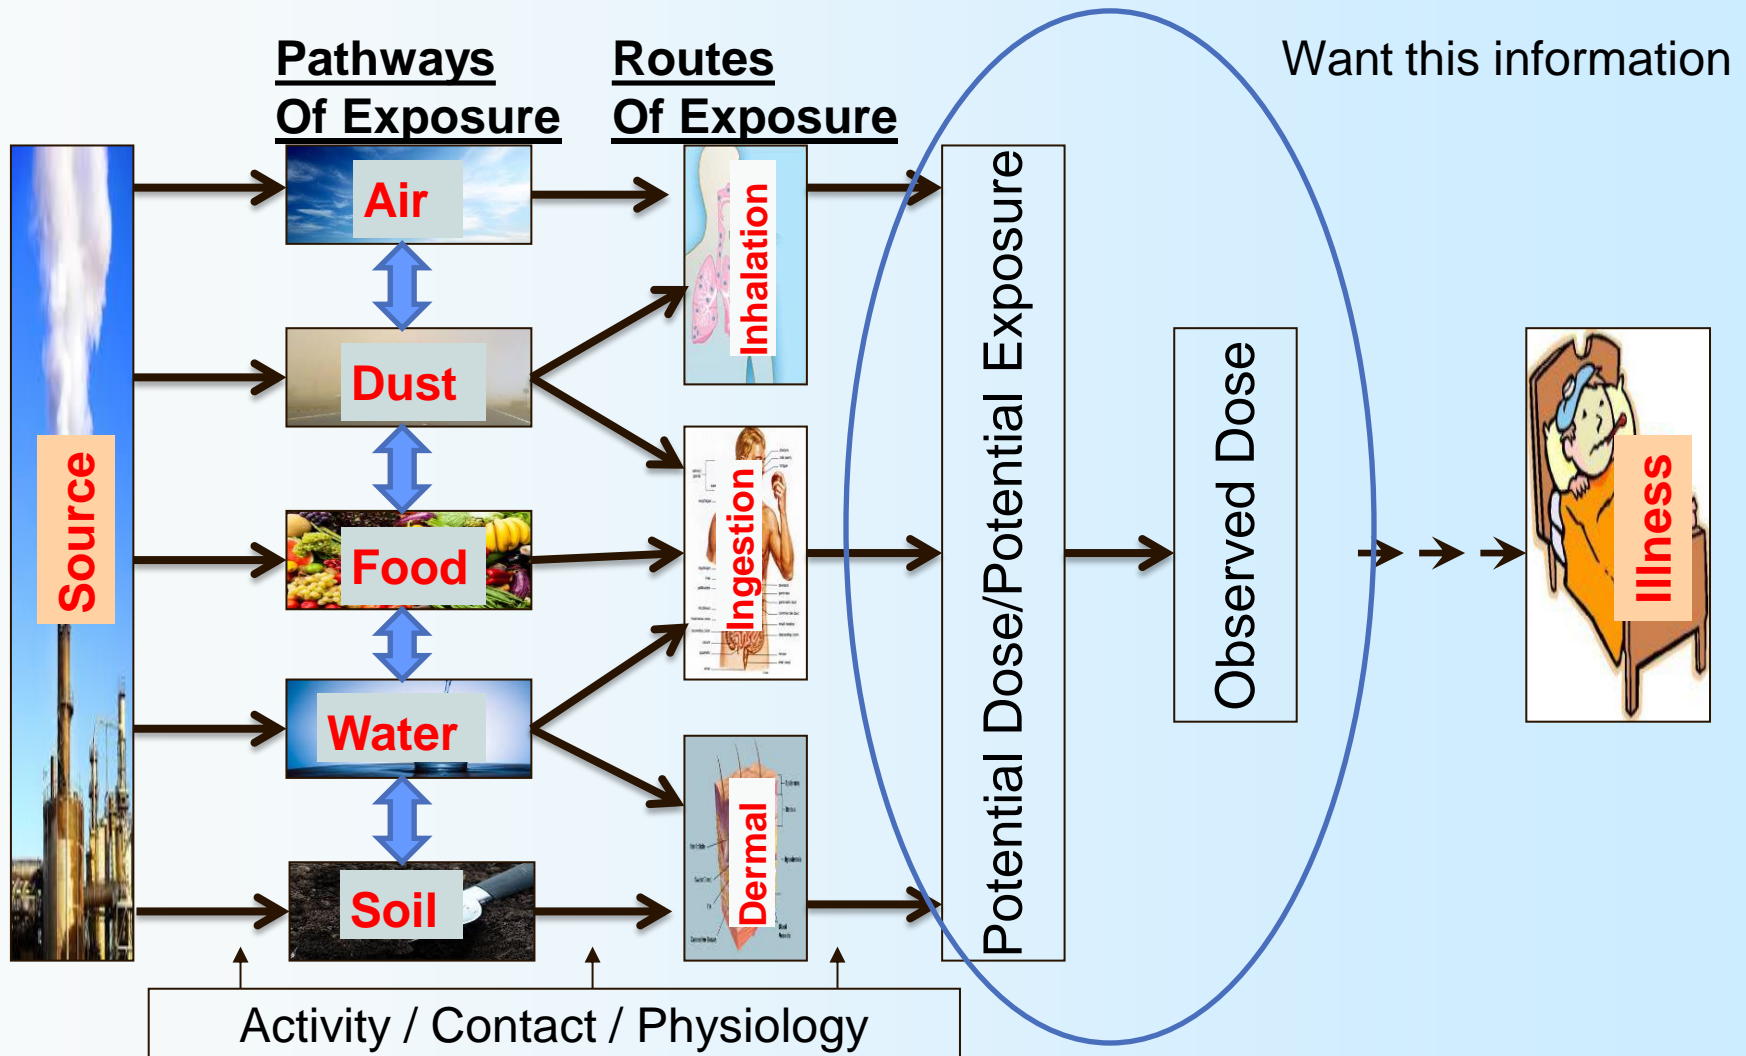 Pathways
Of Exposure
Routes
Of Exposure
Want this information
Source
Air
Dust
Food
Water
Soil
Inhalation
Ingestion
Dermal
Potential Dose/Potential Exposure
Observed Dose
Illness
Activity / Contact / Physiology